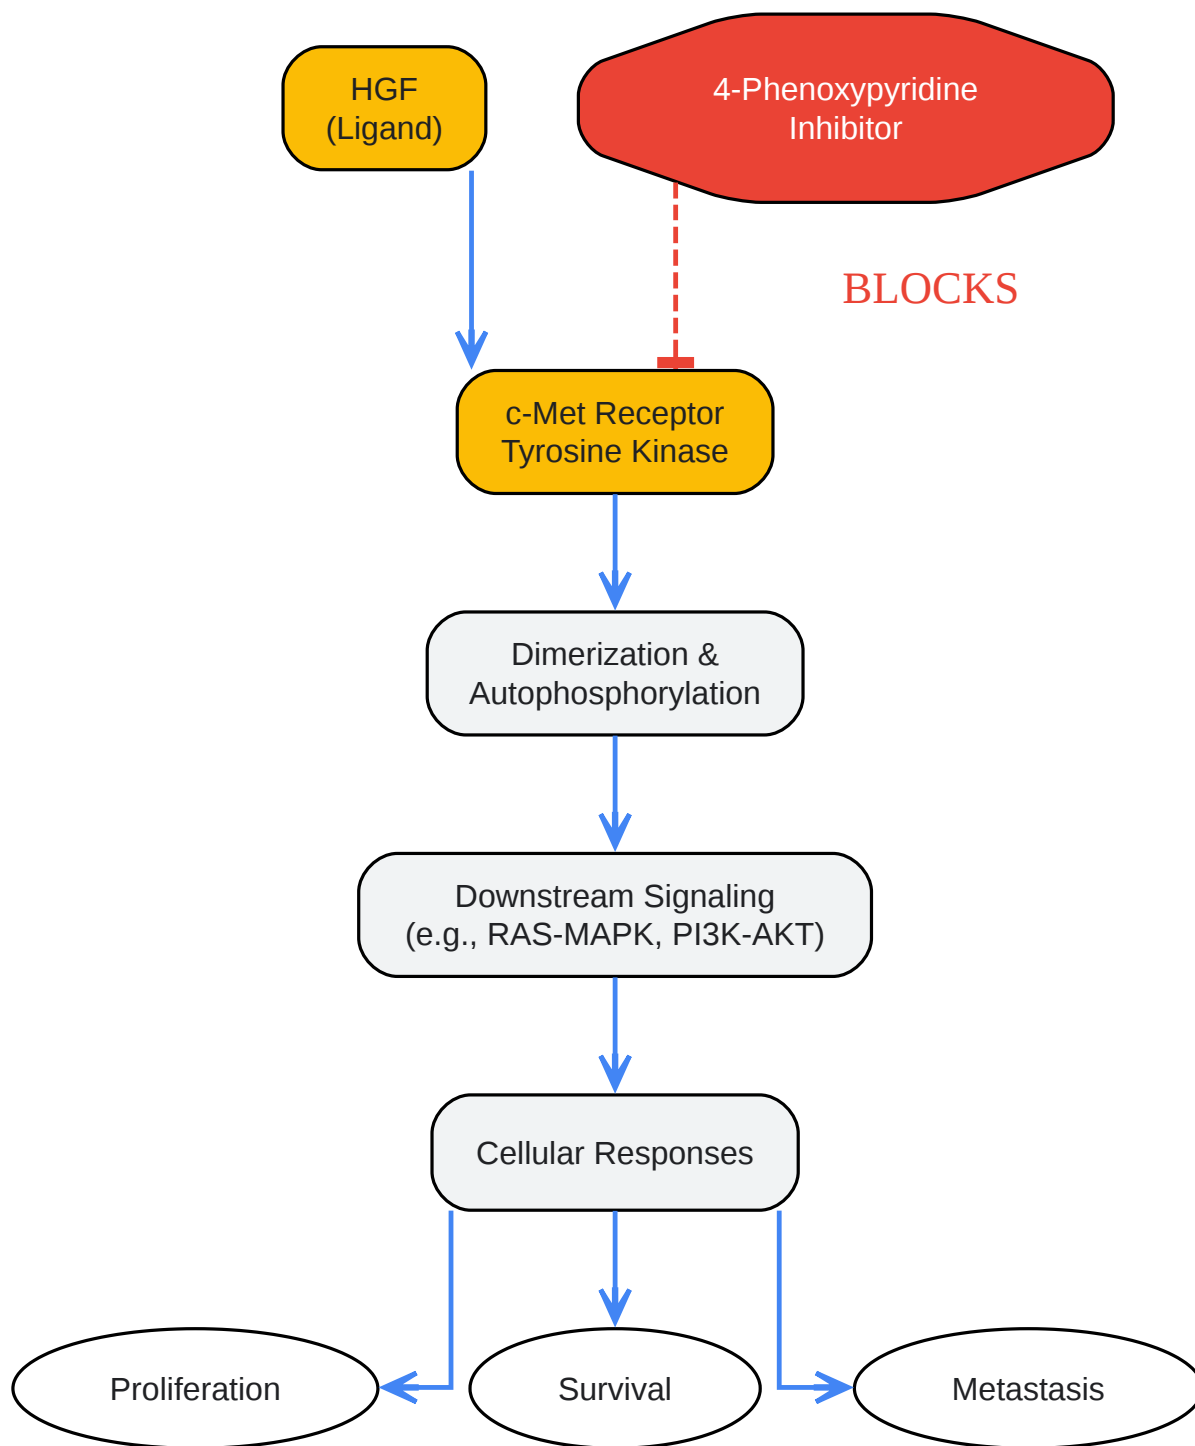 HGF
(Ligand)
4-Phenoxypyridine
Inhibitor
BLOCKS
c-Met Receptor
Tyrosine Kinase
Dimerization &
Autophosphorylation
Downstream Signaling
(e.g., RAS-MAPK, PI3K-AKT)
Cellular Responses
Proliferation
Survival
Metastasis